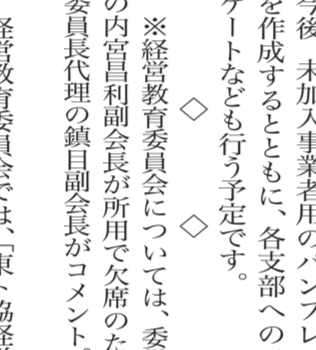 今後、未加入事業者用のパンフレ
を作成するとともに、各支部への
ケートなども行う予定です。
◇ ◇
※経営教育委員会については、委員
の内宮昌利副会長が所用で欠席のた
委員長代理の鎮目副会長がコメント。
経営教育委員会では、「東ト協経営